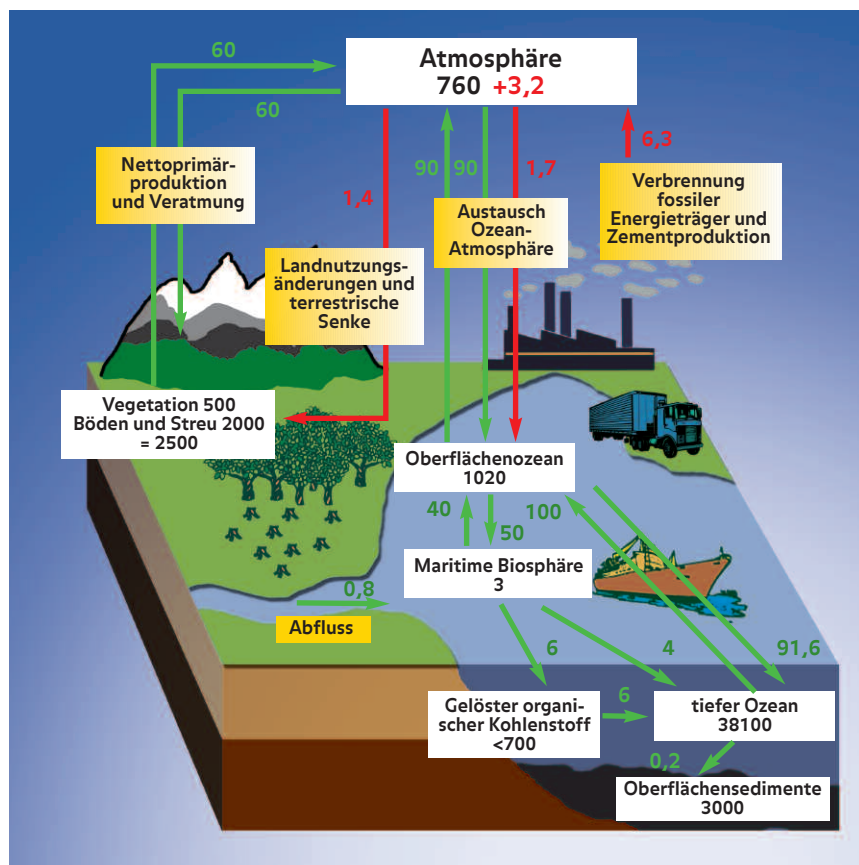 60
Atmosphäre
760 +3,2
60
Nettoprimär-
produktion
und Veratmung
1,4
90
90
1,7
6,3
Verbrennung
fossiler
Energieträger und
Zementproduktion
Austausch
Ozean-
Atmosphäre
Landnutzungs-
änderungen und
terrestrische
Senke
Vegetation 500
Böden und Streu 2000
= 2500
Oberflächenozean
1020
40
50
100
Maritime Biosphäre
3
0,8
Abfluss
6
4
91,6
Gelöster organi-
scher Kohlenstoff
<700
6
tiefer Ozean
38100
0,2
Oberflächensedimente
3000